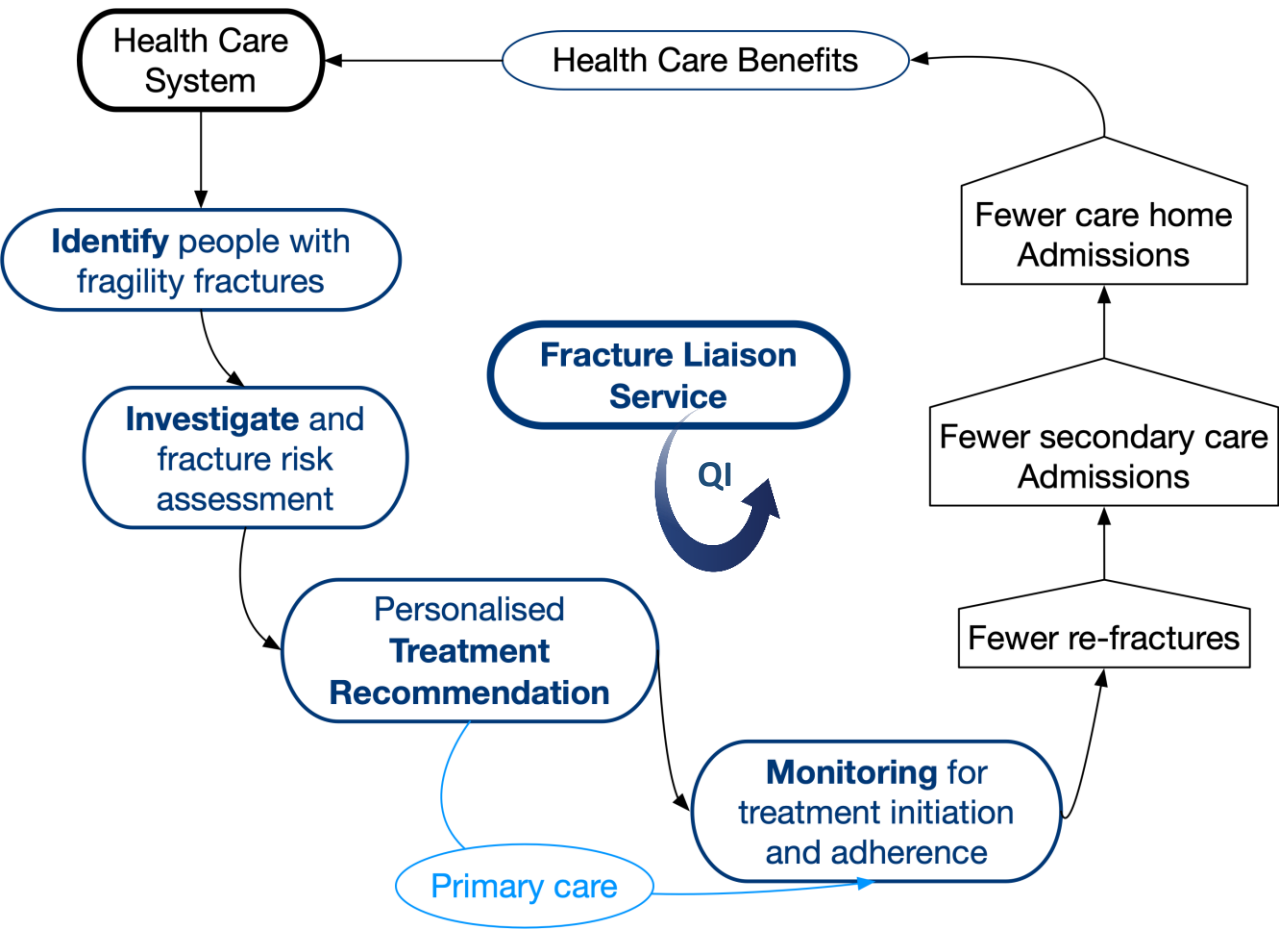 Health Care
System
Health Care Benefits
Identify people with
fragility fractures
Investigate and
fracture risk
assessment
Personalised
Treatment
Recommendation
Primary care
Monitoring for
treatment initiation
and adherence
Fewer re-fractures
Fewer secondary care
Admissions
Fewer care home
Admissions
Fracture Liaison
Service
QI